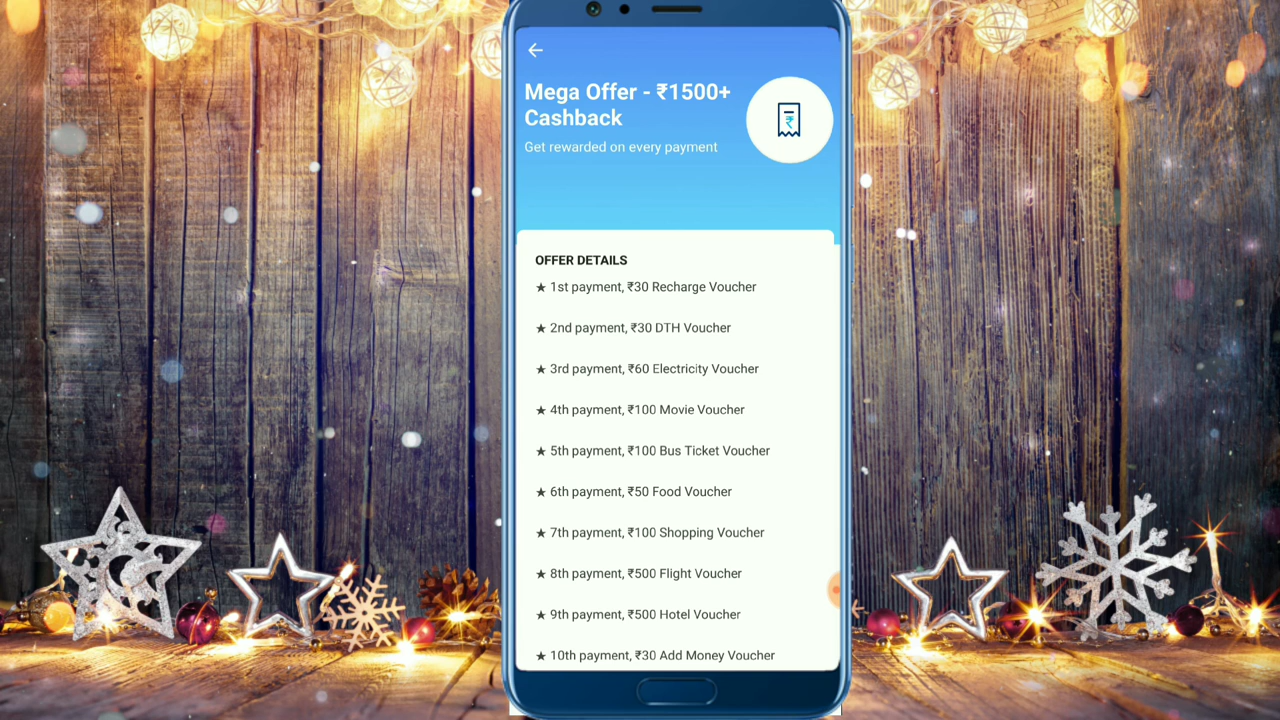 Mega Offer - ₹1500+
Cashback
Get rewarded on every payment
₹
OFFER DETAILS
★ 1st payment, ₹30 Recharge Voucher
★ 2nd payment, ₹30 DTH Voucher
★ 3rd payment, ₹60 Electricity Voucher
★ 4th payment, ₹100 Movie Voucher
★ 5th payment, ₹100 Bus Ticket Voucher
★ 6th payment, ₹50 Food Voucher
★ 7th payment, ₹100 Shopping Voucher
★ 8th payment, ₹500 Flight Voucher
★ 9th payment, ₹500 Hotel Voucher
★ 10th payment, ₹30 Add Money Voucher